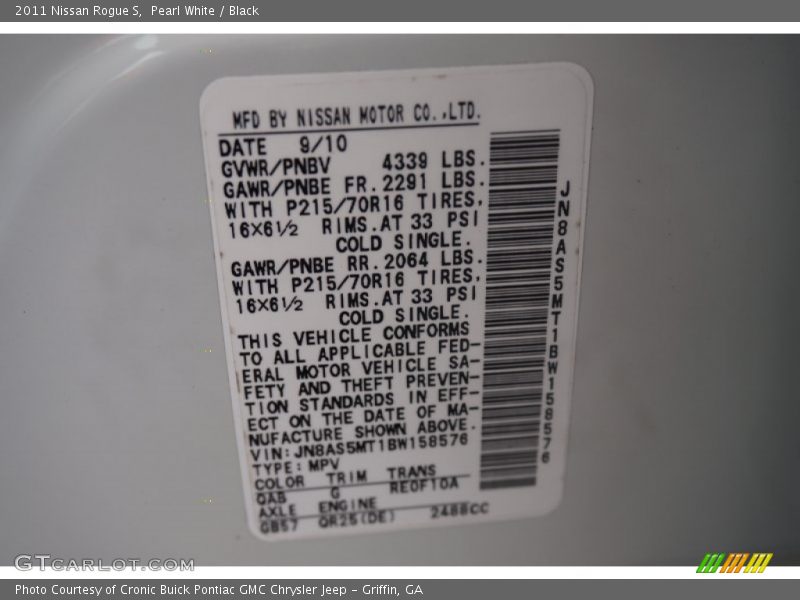 2011 Nissan Rogue S,  Pearl White / Black
MFD BY NISSAN MOTOR CO.,LTD.
DATE 9/10
GVWR/PNBV 4339 LBS.
GAWR/PNBE FR.2291 LBS.
WITH P215/70R16 TIRES,
16X6½ RIMS.AT 33 PSI
COLD SINGLE.
GAWR/PNBE RR.2064 LBS.
WITH P215/70R16 TIRES,
16X6½ RIMS.AT 33 PSI
COLD SINGLE.
THIS VEHICLE CONFORMS
TO ALL APPLICABLE FED-
ERAL MOTOR VEHICLE SA-
FETY AND THEFT PREVEN-
TION STANDARDS IN EFF-
ECT ON THE DATE OF MA-
NUFACTURE SHOWN ABOVE.
VIN:JN8AS5MT1BW158576
TYPE:MPV
COLOR TRIM TRANS
QAB G RE0F10A
AXLE ENGINE
GB57 QR25(DE) 2488CC
JN8AS5MT1BW158576
GTCARLOT.COM
Photo Courtesy of Cronic Buick Pontiac GMC Chrysler Jeep – Griffin, GA